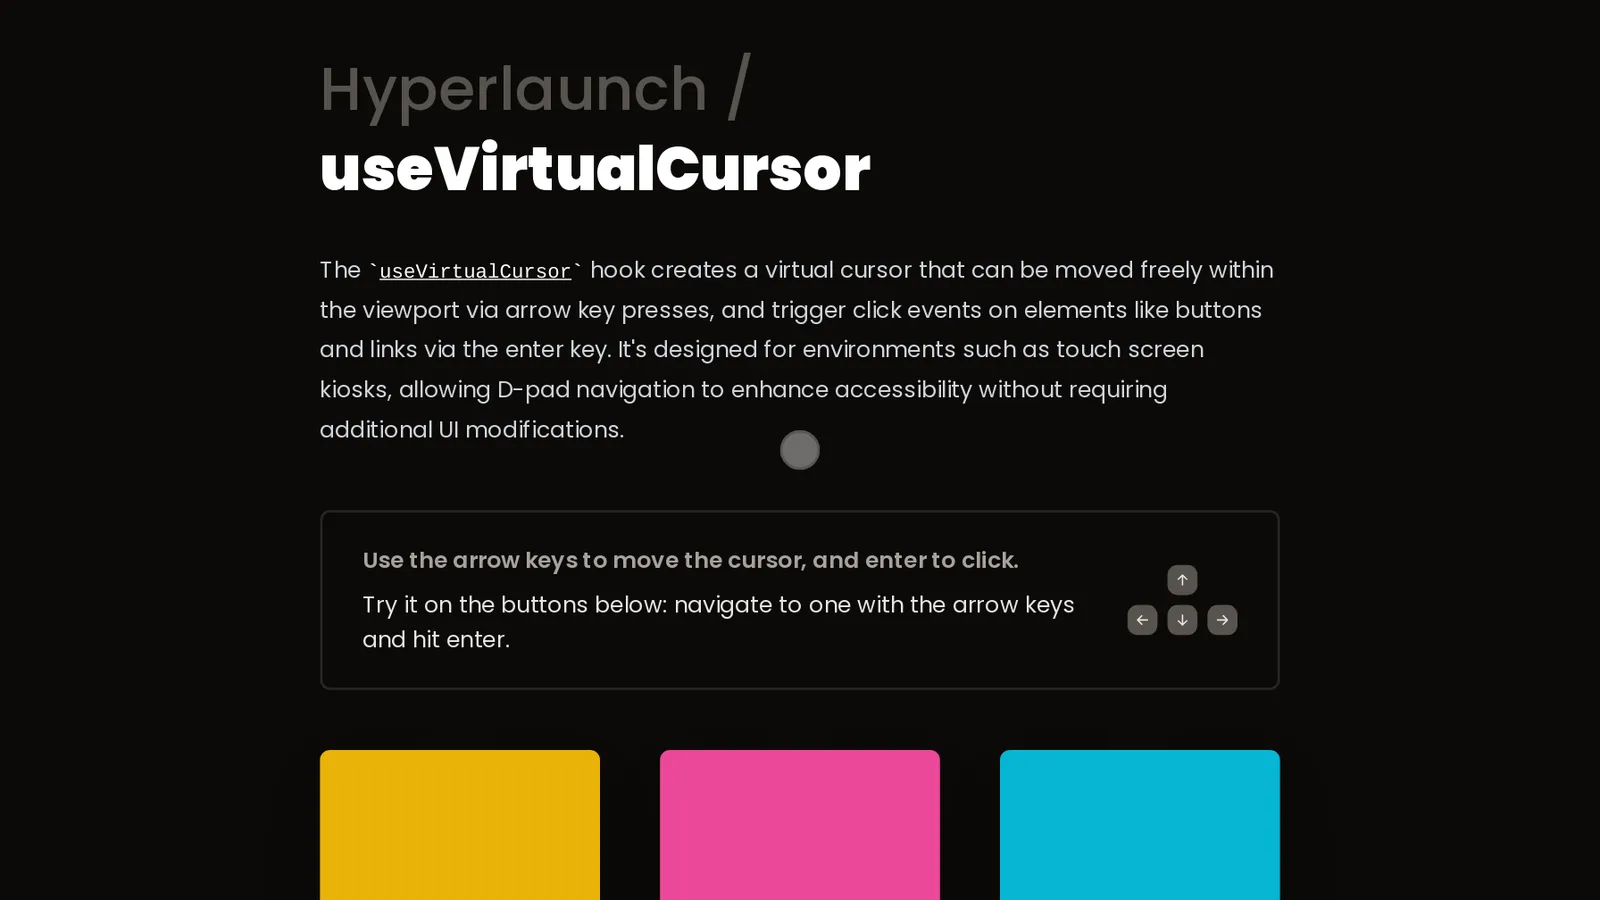 Hyperlaunch /
useVirtualCursor
The `useVirtualCursor` hook creates a virtual cursor that can be moved freely within
the viewport via arrow key presses, and trigger click events on elements like buttons
and links via the enter key. It's designed for environments such as touch screen
kiosks, allowing D-pad navigation to enhance accessibility without requiring
additional UI modifications.
Use the arrow keys to move the cursor, and enter to click.
Try it on the buttons below: navigate to one with the arrow keys
and hit enter.
↑
← ↓ →